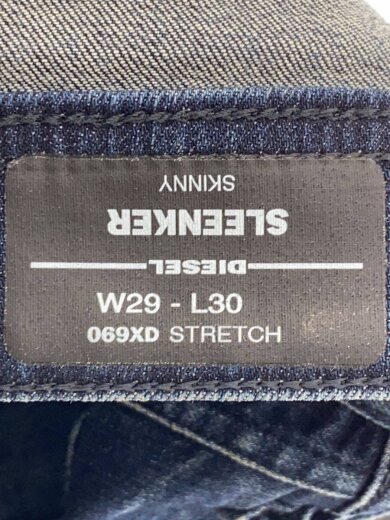 SKINNY
SLEENKER
DIESEL
W29 - L30
069XD STRETCH